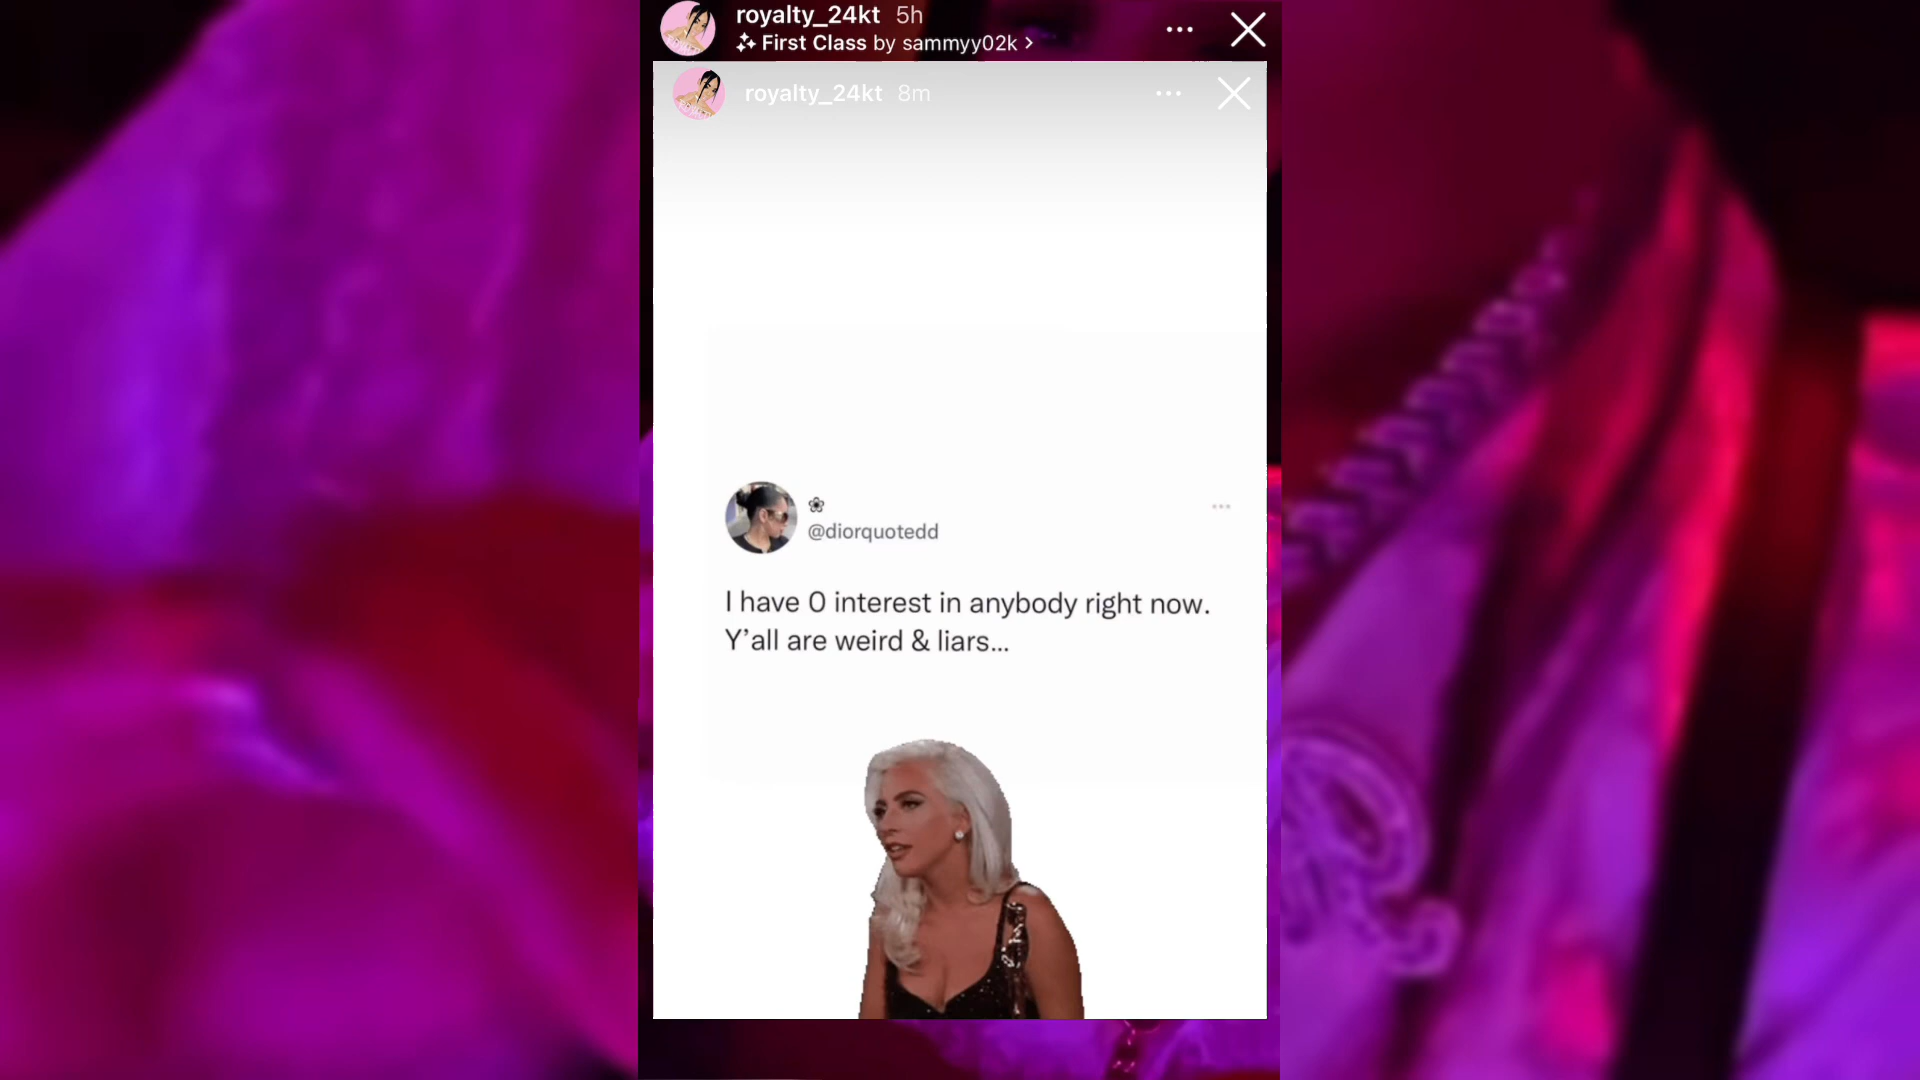 royalty_24kt 5h
First Class by sammyy02k >
royalty_24kt 8m
@diorquotedd
I have 0 interest in anybody right now.
Y’all are weird & liars...